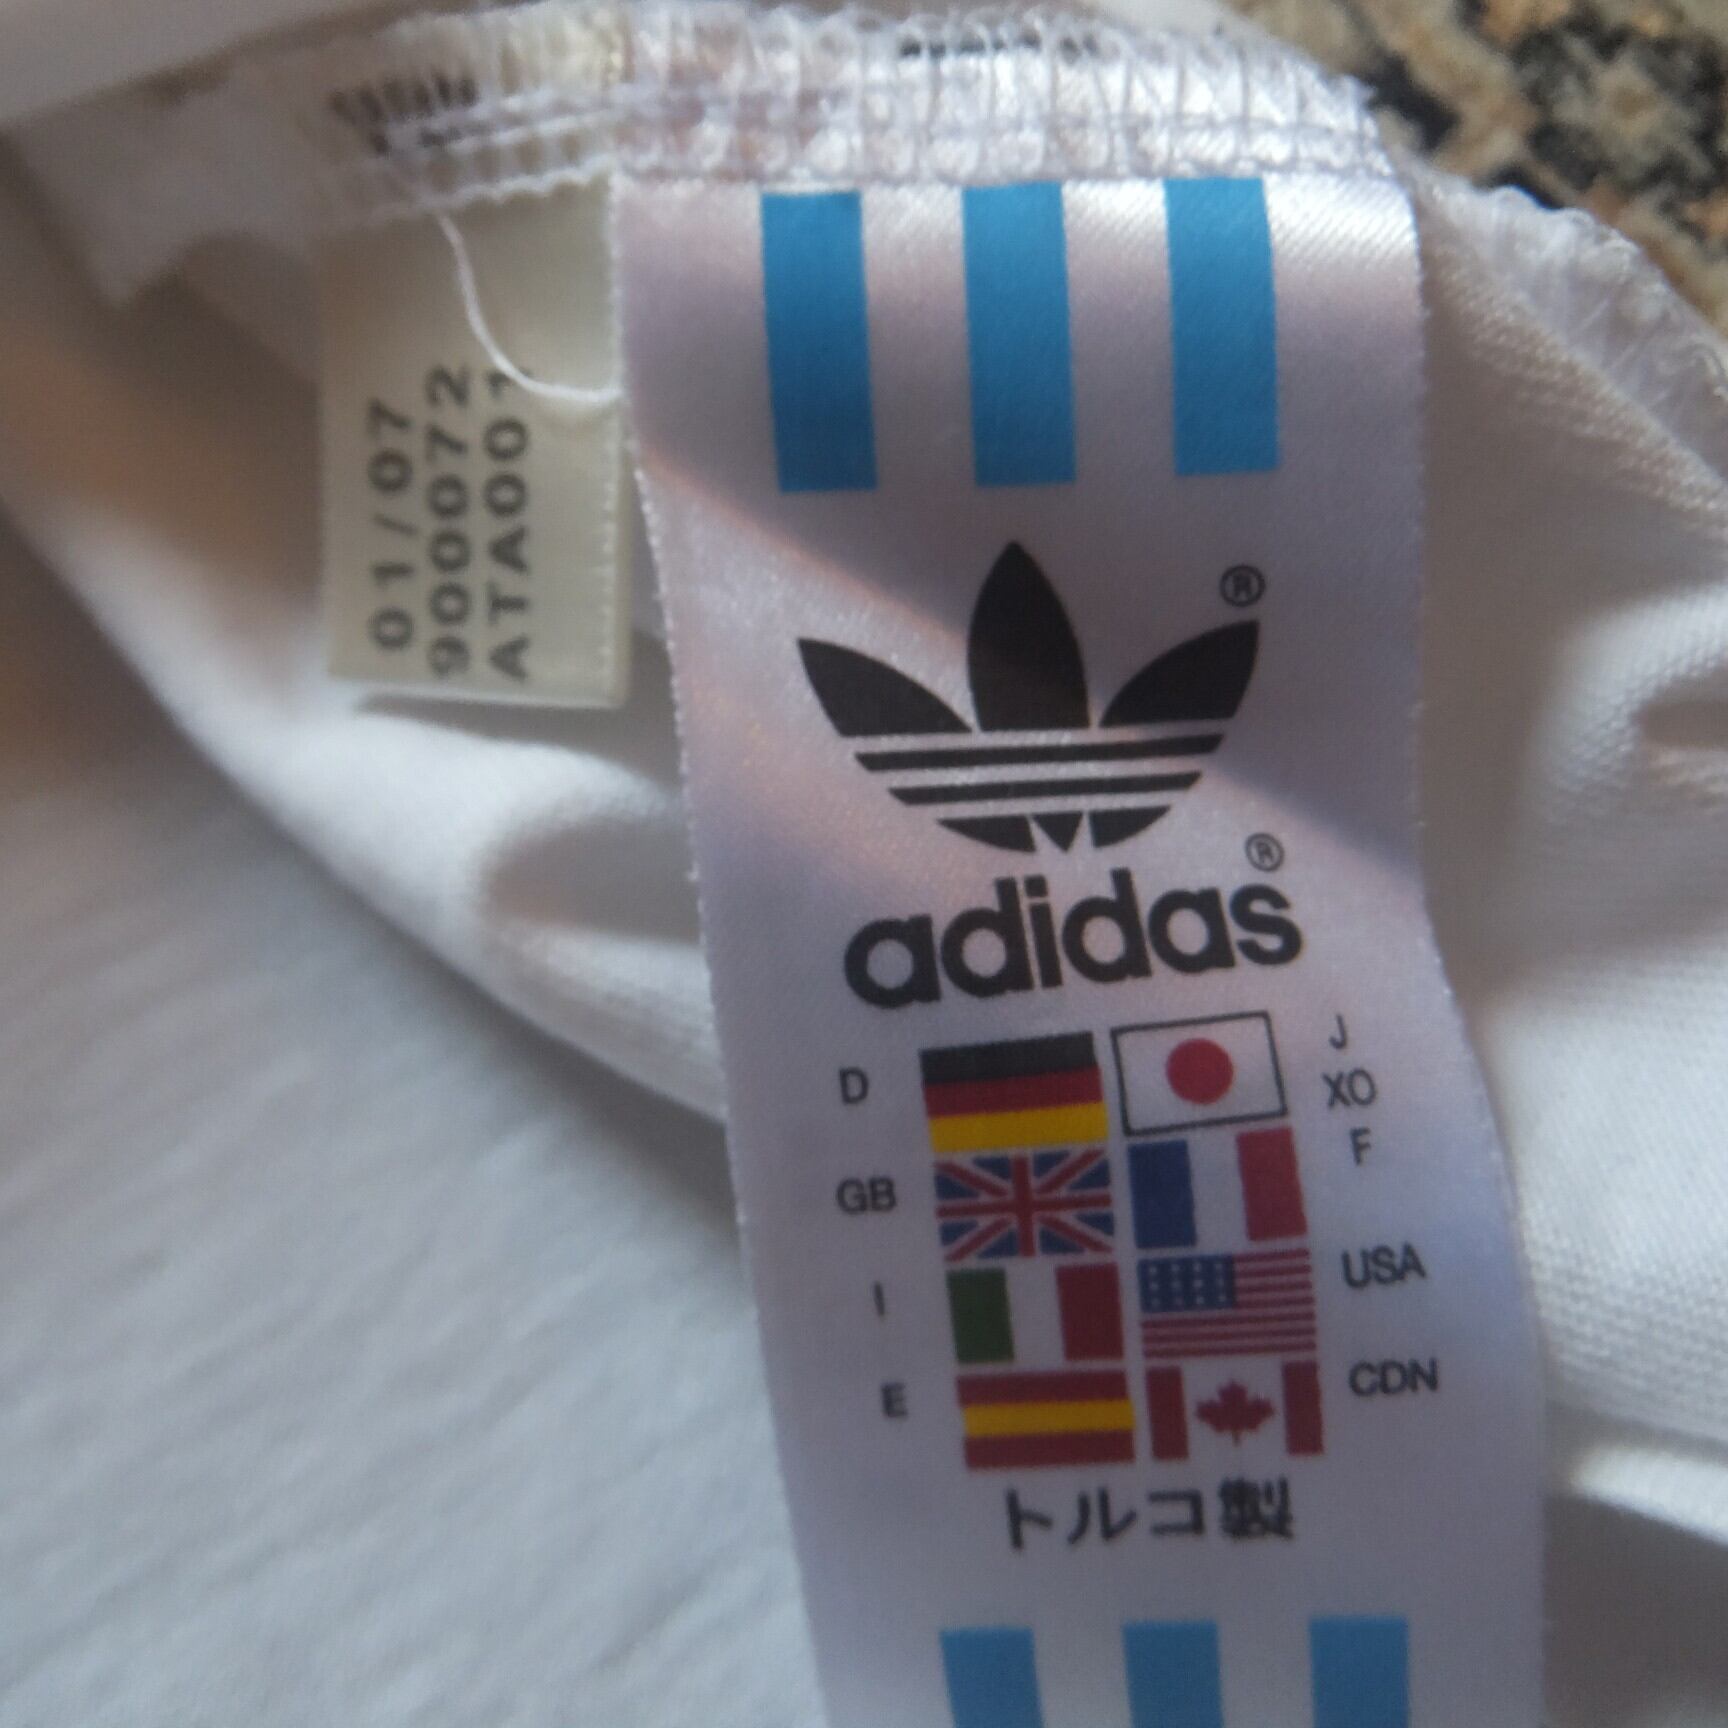 01/07
900072
ATA001
®
adidas®
D
J
XO
GB
F
I
USA
E
CDN
トルコ製